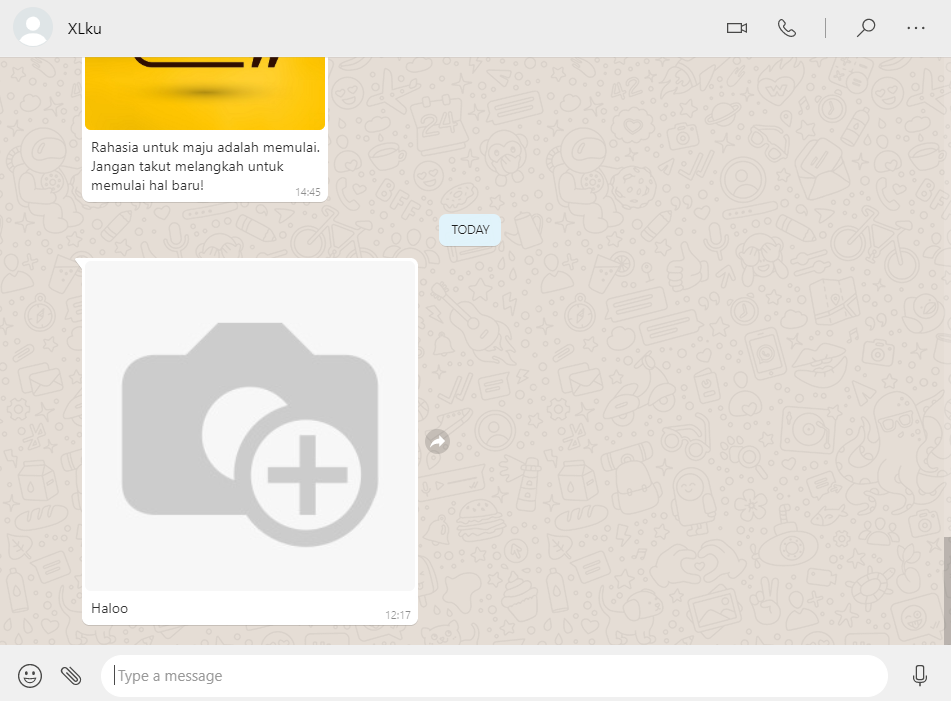 XLku
Rahasia untuk maju adalah memulai.
Jangan takut melangkah untuk
memulai hal baru!
14:45
TODAY
Haloo
12:17
Type a message